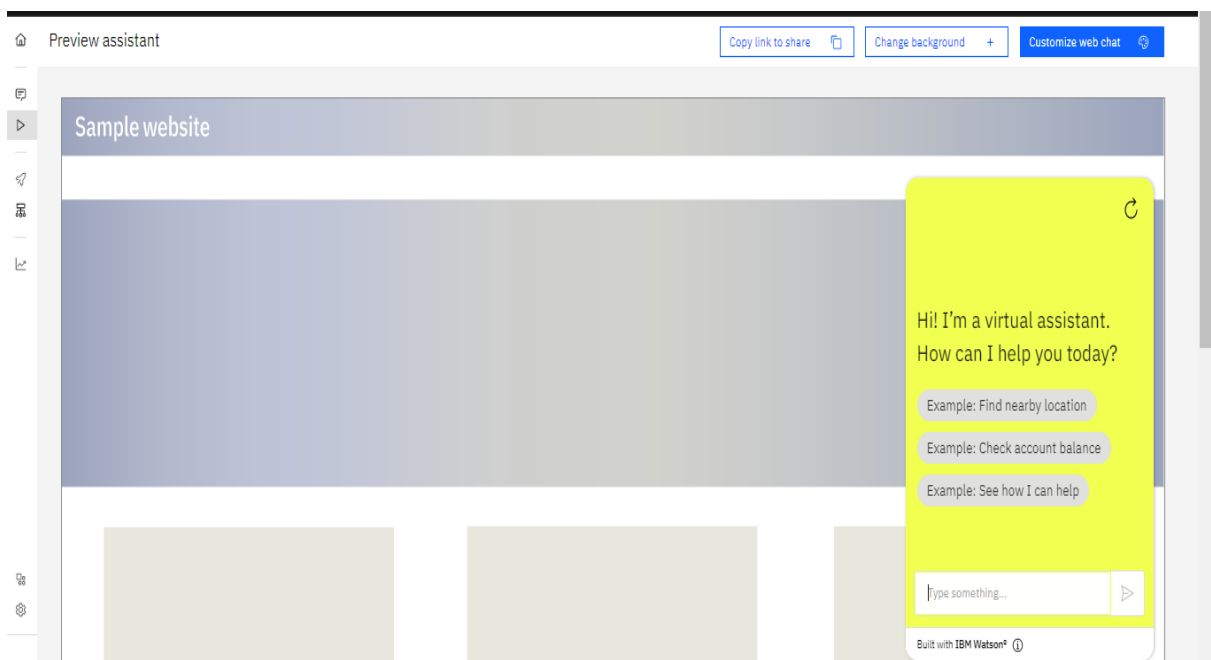 Preview assistant
Copy link to share
Change background +
Customize web chat
Sample website
Hi! I'm a virtual assistant.
How can I help you today?
Example: Find nearby location
Example: Check account balance
Example: See how I can help
Type something...
Built with IBM Watson®